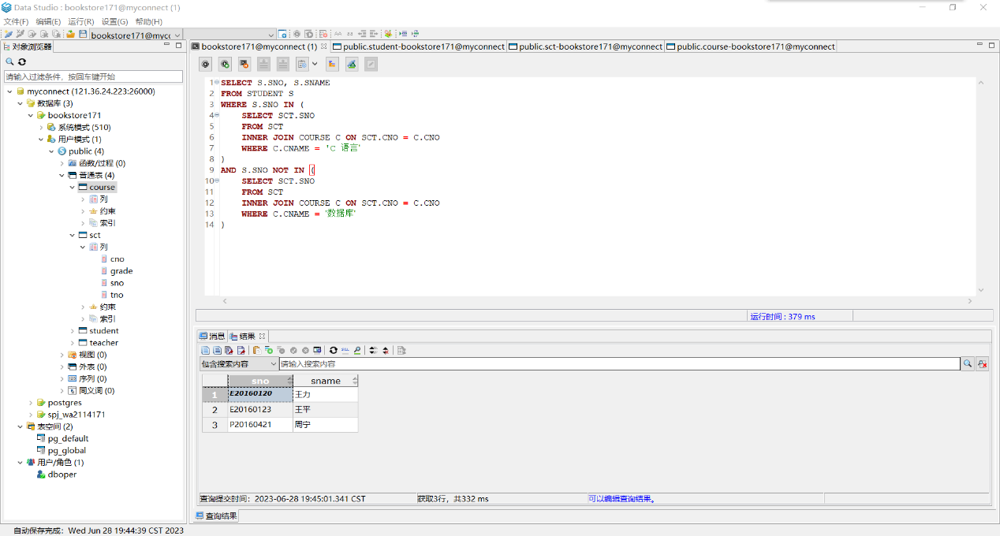 Data Studio : bookstore171@myconnect (1)
文件(F) 编辑(E) 运行(R) 设置(G) 帮助(H)
bookstore171@mycc
对象浏览器
请输入过滤条件，按回车键开始
myconnect (121.36.24.223:26000)
数据库 (3)
bookstore171
系统模式 (510)
用户模式 (1)
public (4)
函数/过程 (0)
普通表 (4)
course
列
约束
索引
sct
列
cno
grade
sno
tno
约束
索引
student
teacher
视图 (0)
外表 (0)
序列 (0)
同义词 (0)
postgres
spj_wa2114171
表空间 (2)
pg_default
pg_global
用户/角色 (1)
dboper
bookstore171@myconnect (1) public.student-bookstore171@myconnect public.sct-bookstore171@myconnect public.course-bookstore171@myconnect
1 SELECT S.SNO, S.SNAME
2 FROM STUDENT S
3 WHERE S.SNO IN (
4 SELECT SCT.SNO
5 FROM SCT
6 INNER JOIN COURSE C ON SCT.CNO = C.CNO
7 WHERE C.CNAME = 'C 语言'
8 )
9 AND S.SNO NOT IN (
10 SELECT SCT.SNO
11 FROM SCT
12 INNER JOIN COURSE C ON SCT.CNO = C.CNO
13 WHERE C.CNAME = '数据库'
14 )
运行时间 : 379 ms
消息 结果
包含搜索内容 请输入搜索内容
sno sname
1 E20160120 王力
2 E20160123 王平
3 P20160421 周宁
查询提交时间：2023-06-28 19:45:01.341 CST 获取3行，共332 ms 可以编辑查询结果。
查询结果
自动保存完成：Wed Jun 28 19:44:39 CST 2023